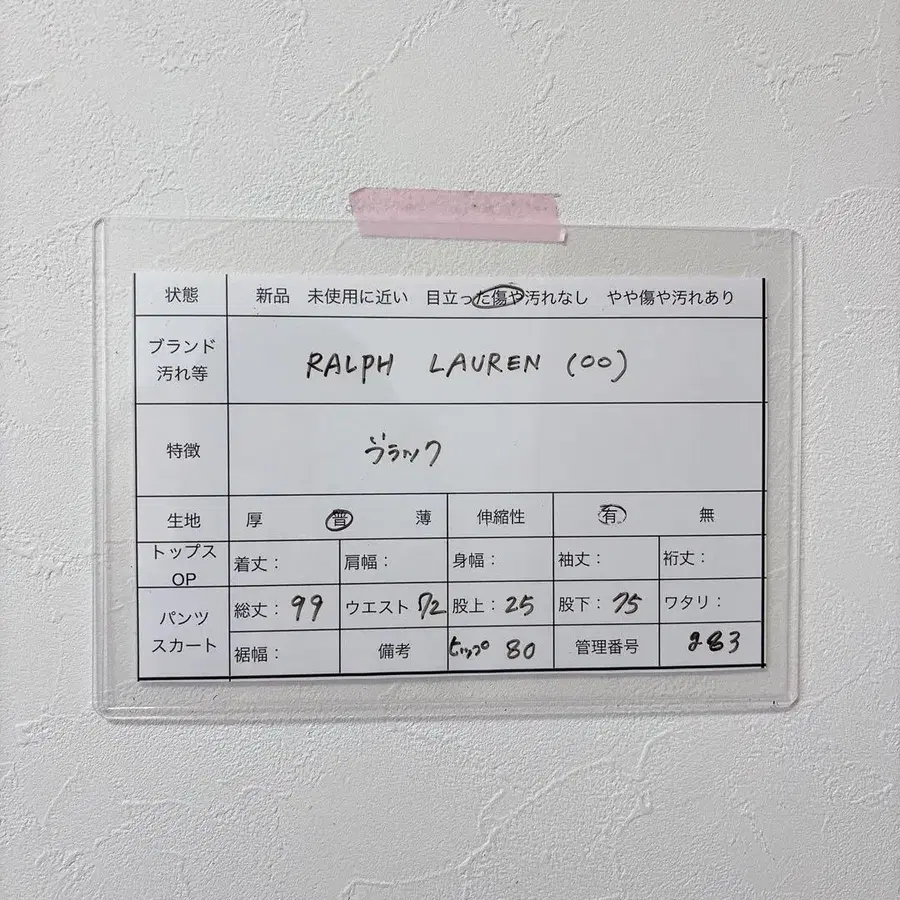 状態 新品 未使用に近い 目立った傷や汚れなし やや傷や汚れあり
ブランド
汚れ等
RALPH LAUREN (00)
特徴 ブラック
生地 厚 普 薄 伸縮性 有 無
トップス
OP
着丈: 肩幅: 身幅: 袖丈: 裄丈:
パンツ
スカート
総丈: 99 ウエスト 72 股上: 25 股下: 75 ワタリ:
裾幅: 備考 ヒップ 80 管理番号 283